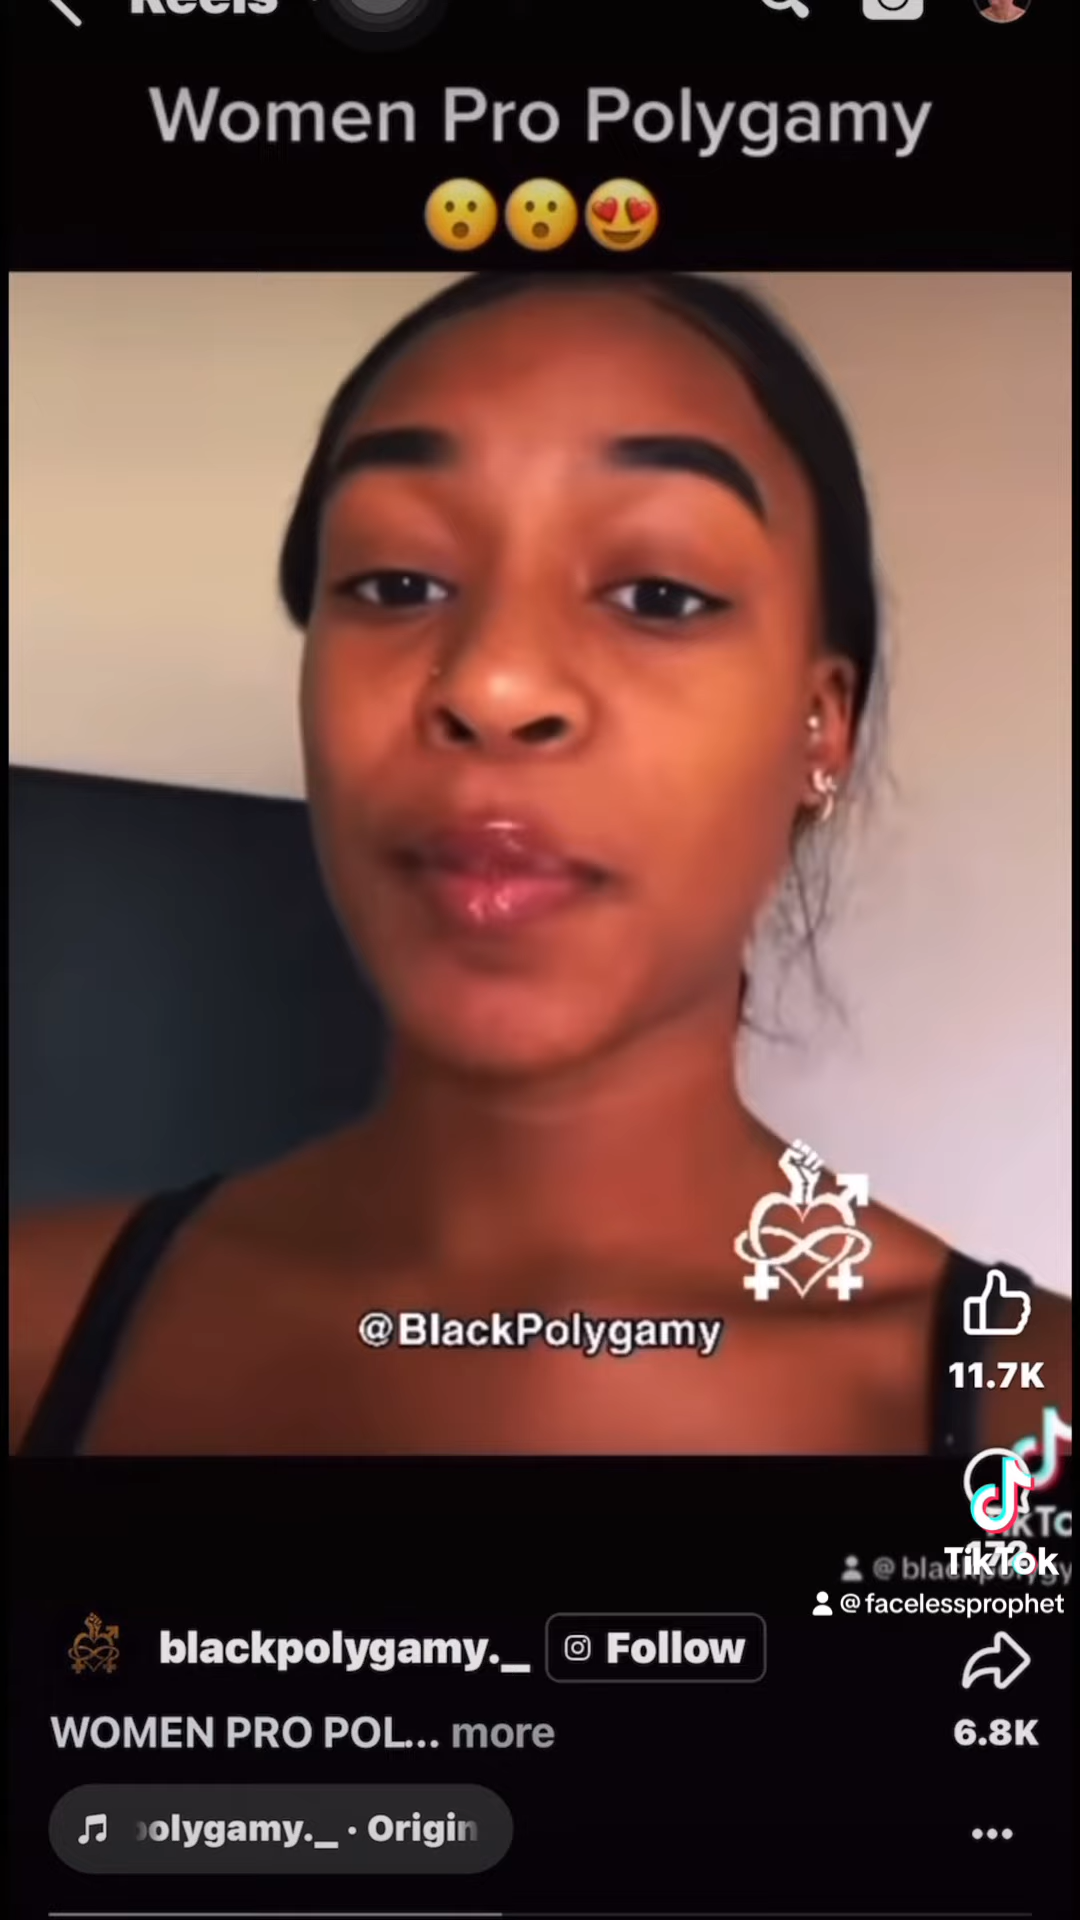 Reels
Women Pro Polygamy
😮😮😍
@BlackPolygamy
11.7K
TikTok
@facelessprophet
blackpolygamy._ Follow
WOMEN PRO POL... more
6.8K
olygamy._ · Origin